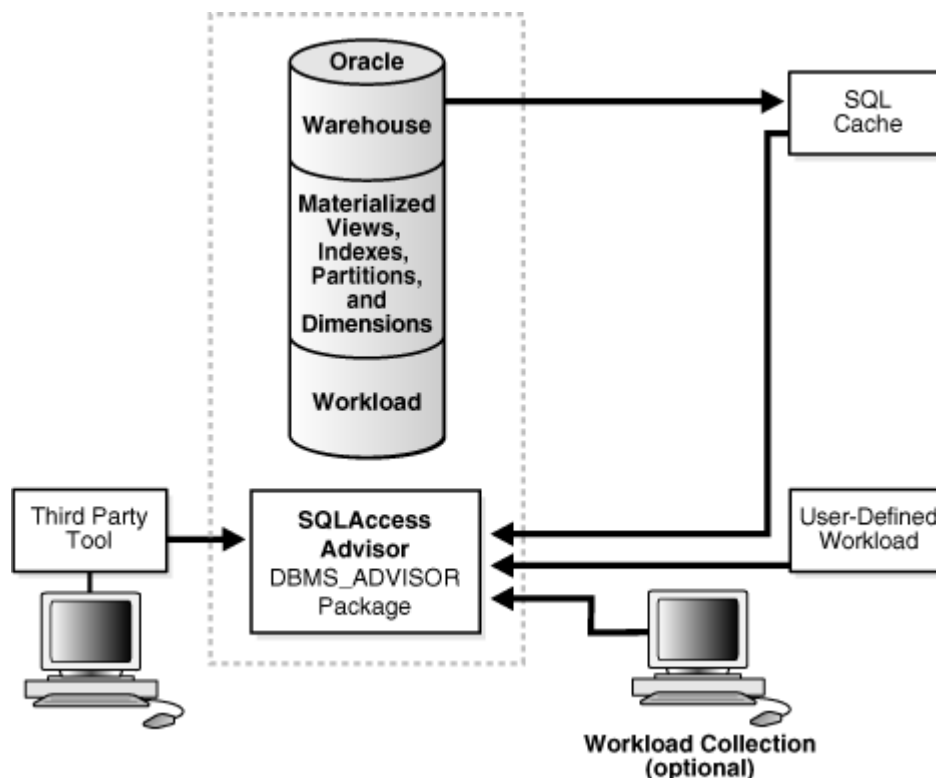 Oracle
Warehouse
Materialized
Views,
Indexes,
Partitions,
and
Dimensions
Workload
SQL
Cache
Third Party
Tool
SQLAccess
Advisor
DBMS_ADVISOR
Package
User-Defined
Workload
Workload Collection
(optional)